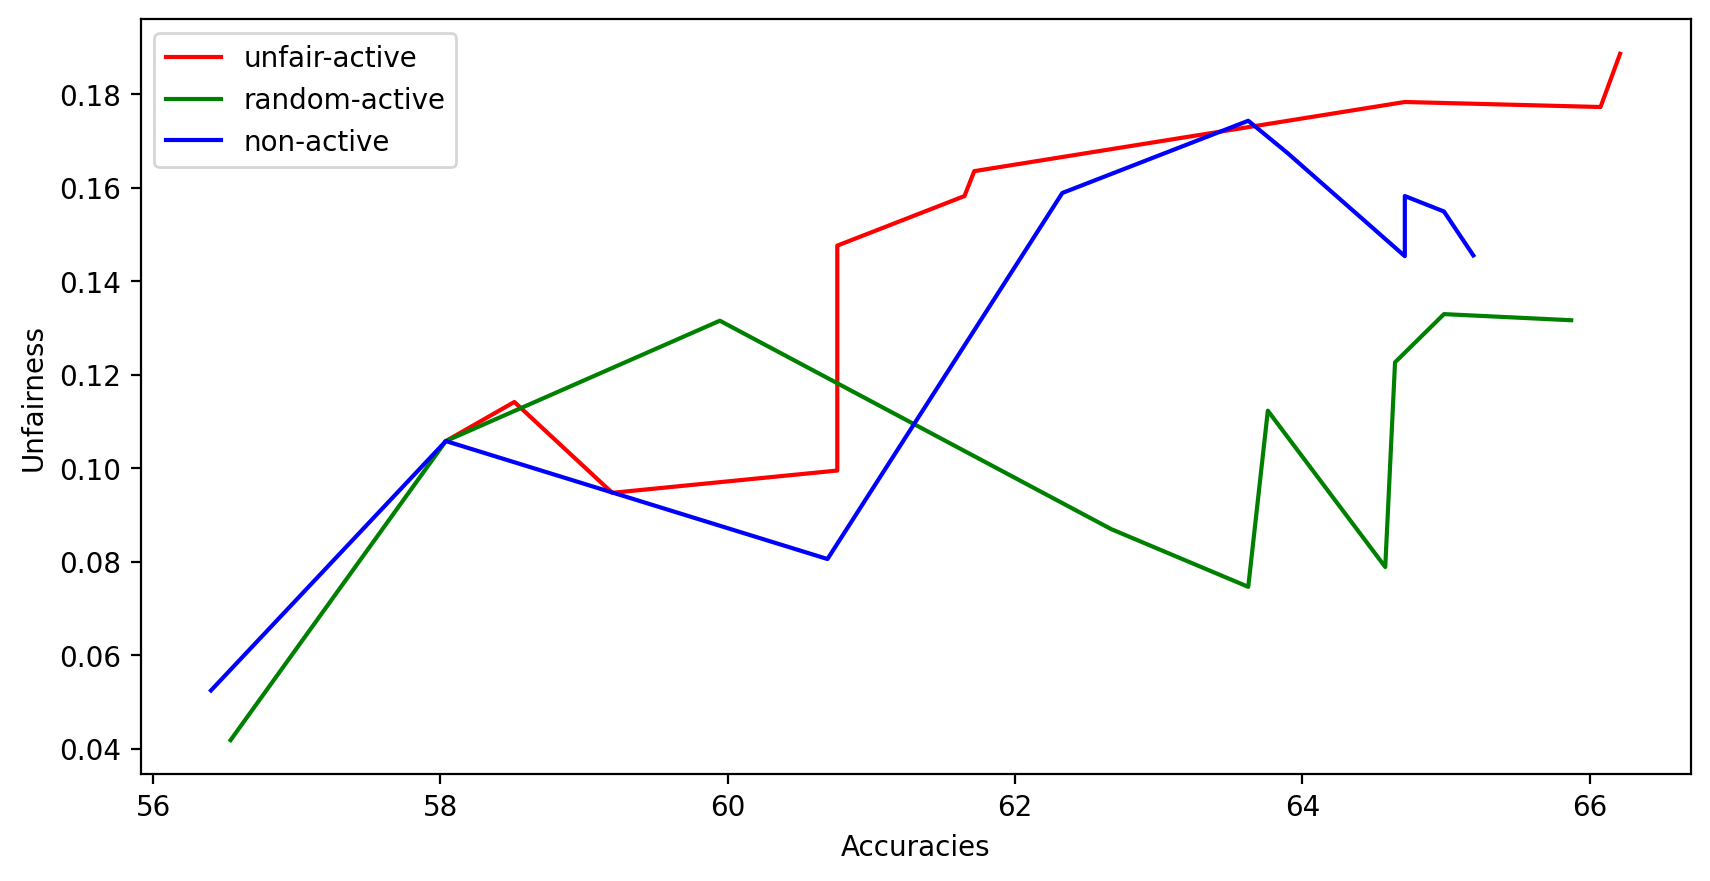 unfair-active
random-active
non-active
0.18
0.16
0.14
0.12
0.10
0.08
0.06
0.04
Unfairness
56 58 60 62 64 66
Accuracies